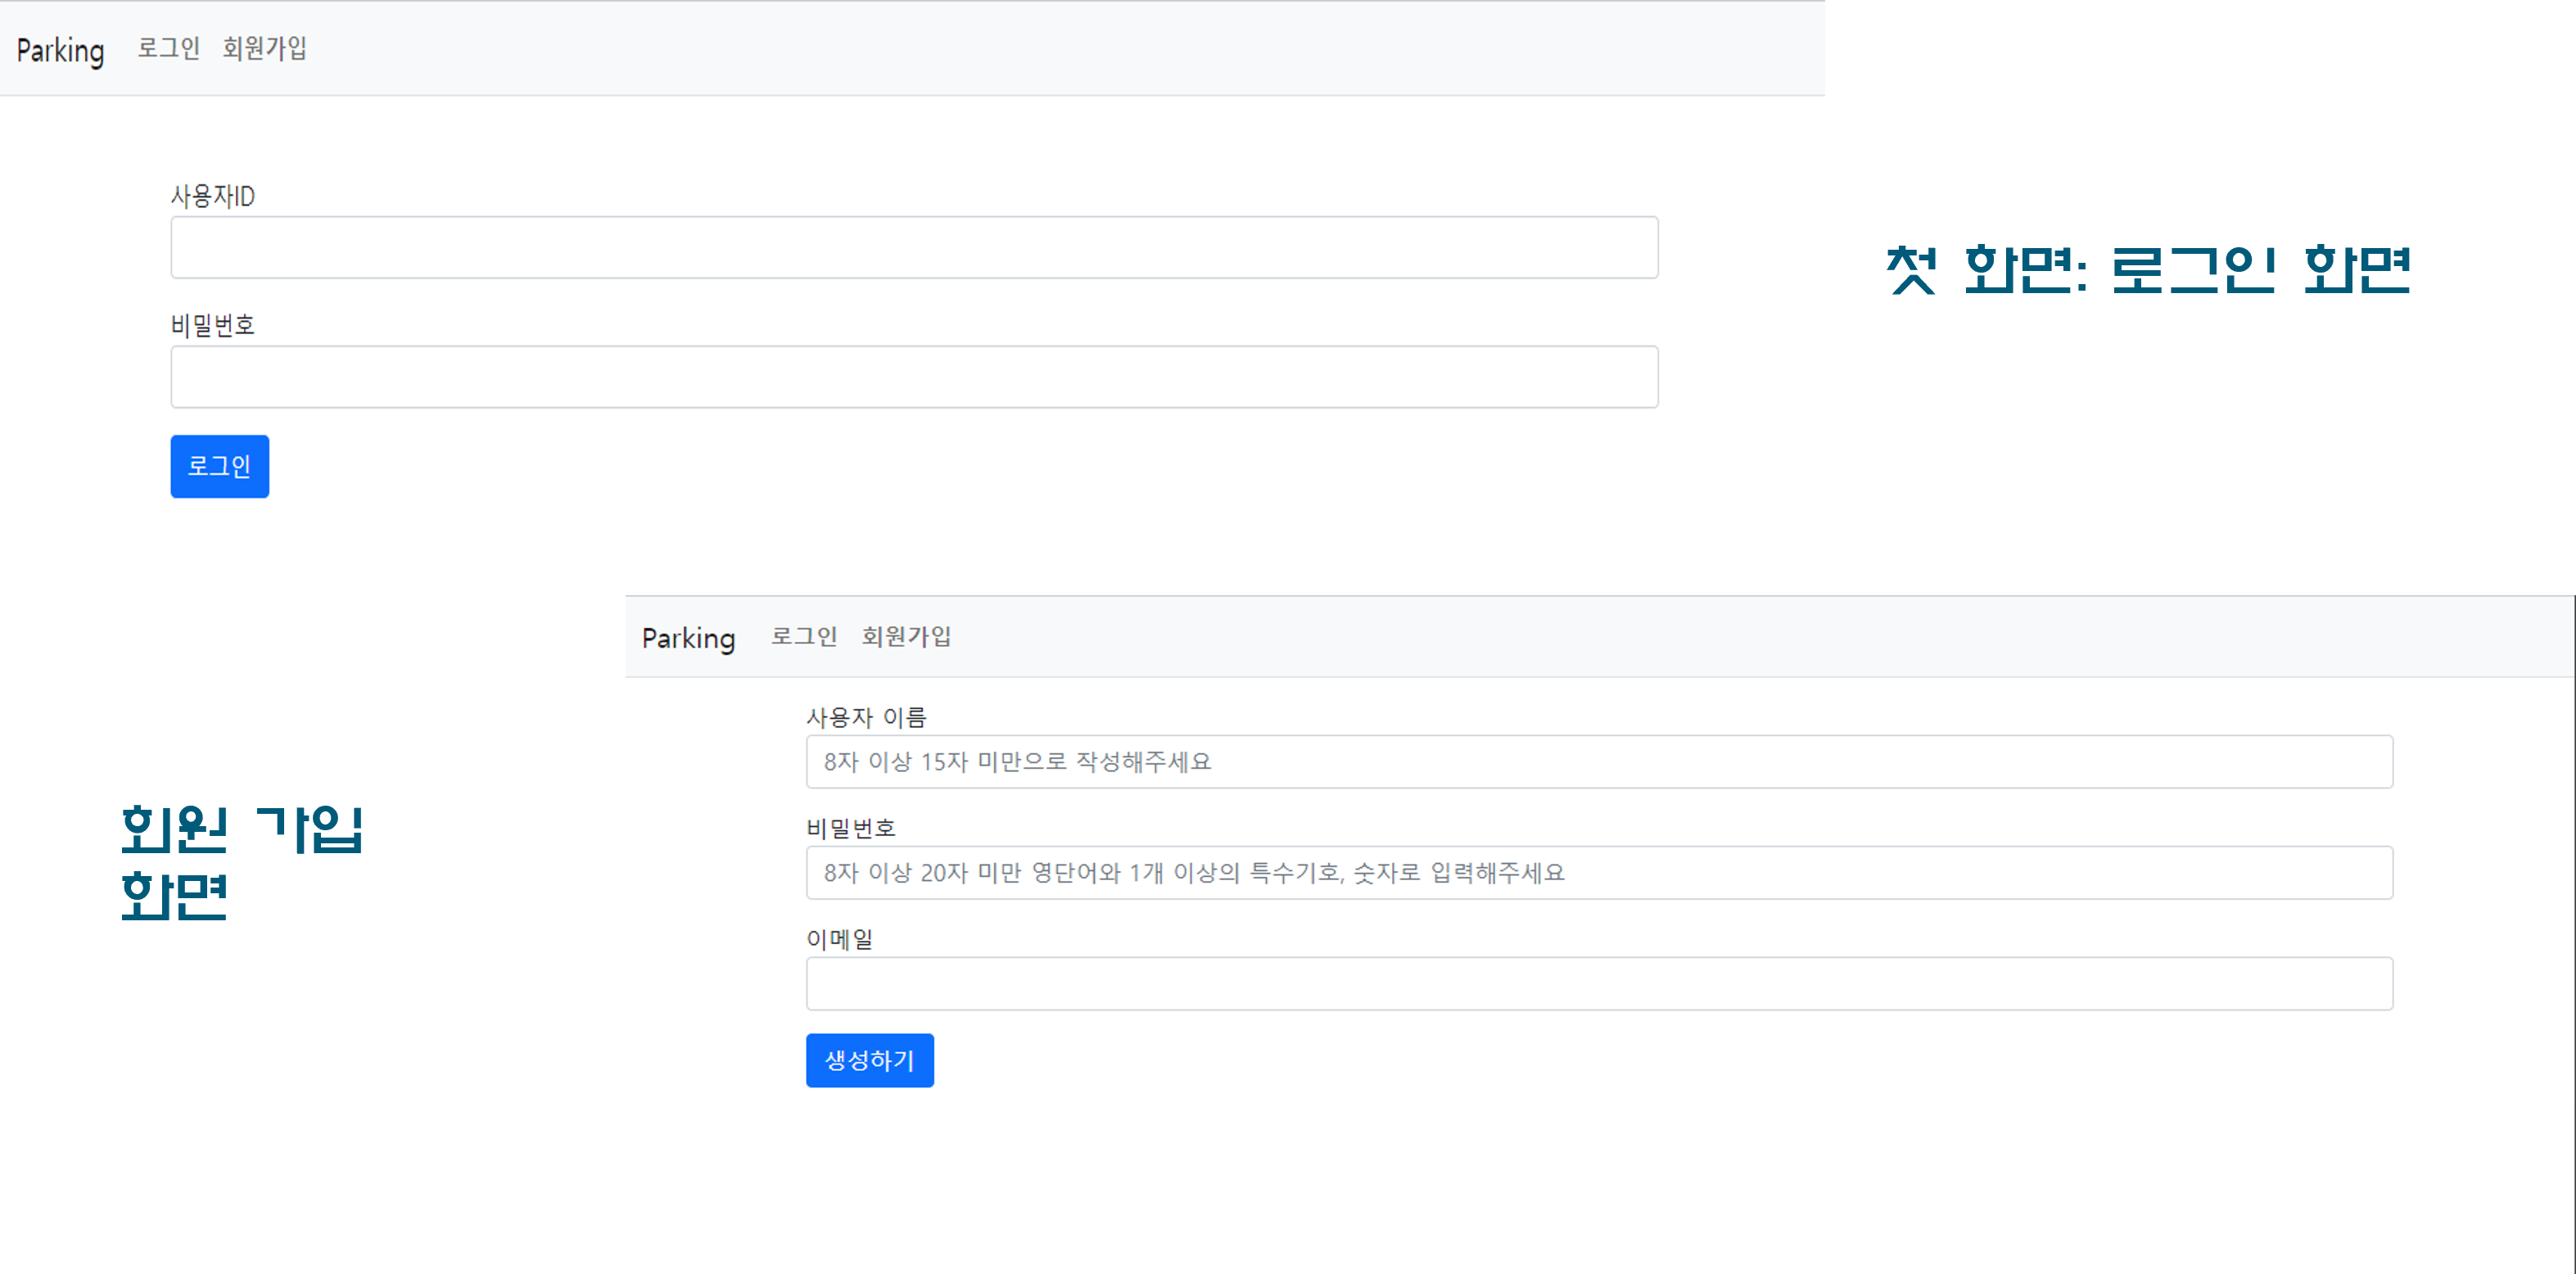 Parking 로그인 회원가입
사용자ID
비밀번호
로그인
첫 화면: 로그인 화면
Parking 로그인 회원가입
사용자 이름
8자 이상 15자 미만으로 작성해주세요
비밀번호
8자 이상 20자 미만 영단어와 1개 이상의 특수기호, 숫자로 입력해주세요
이메일
생성하기
회원 가입
화면